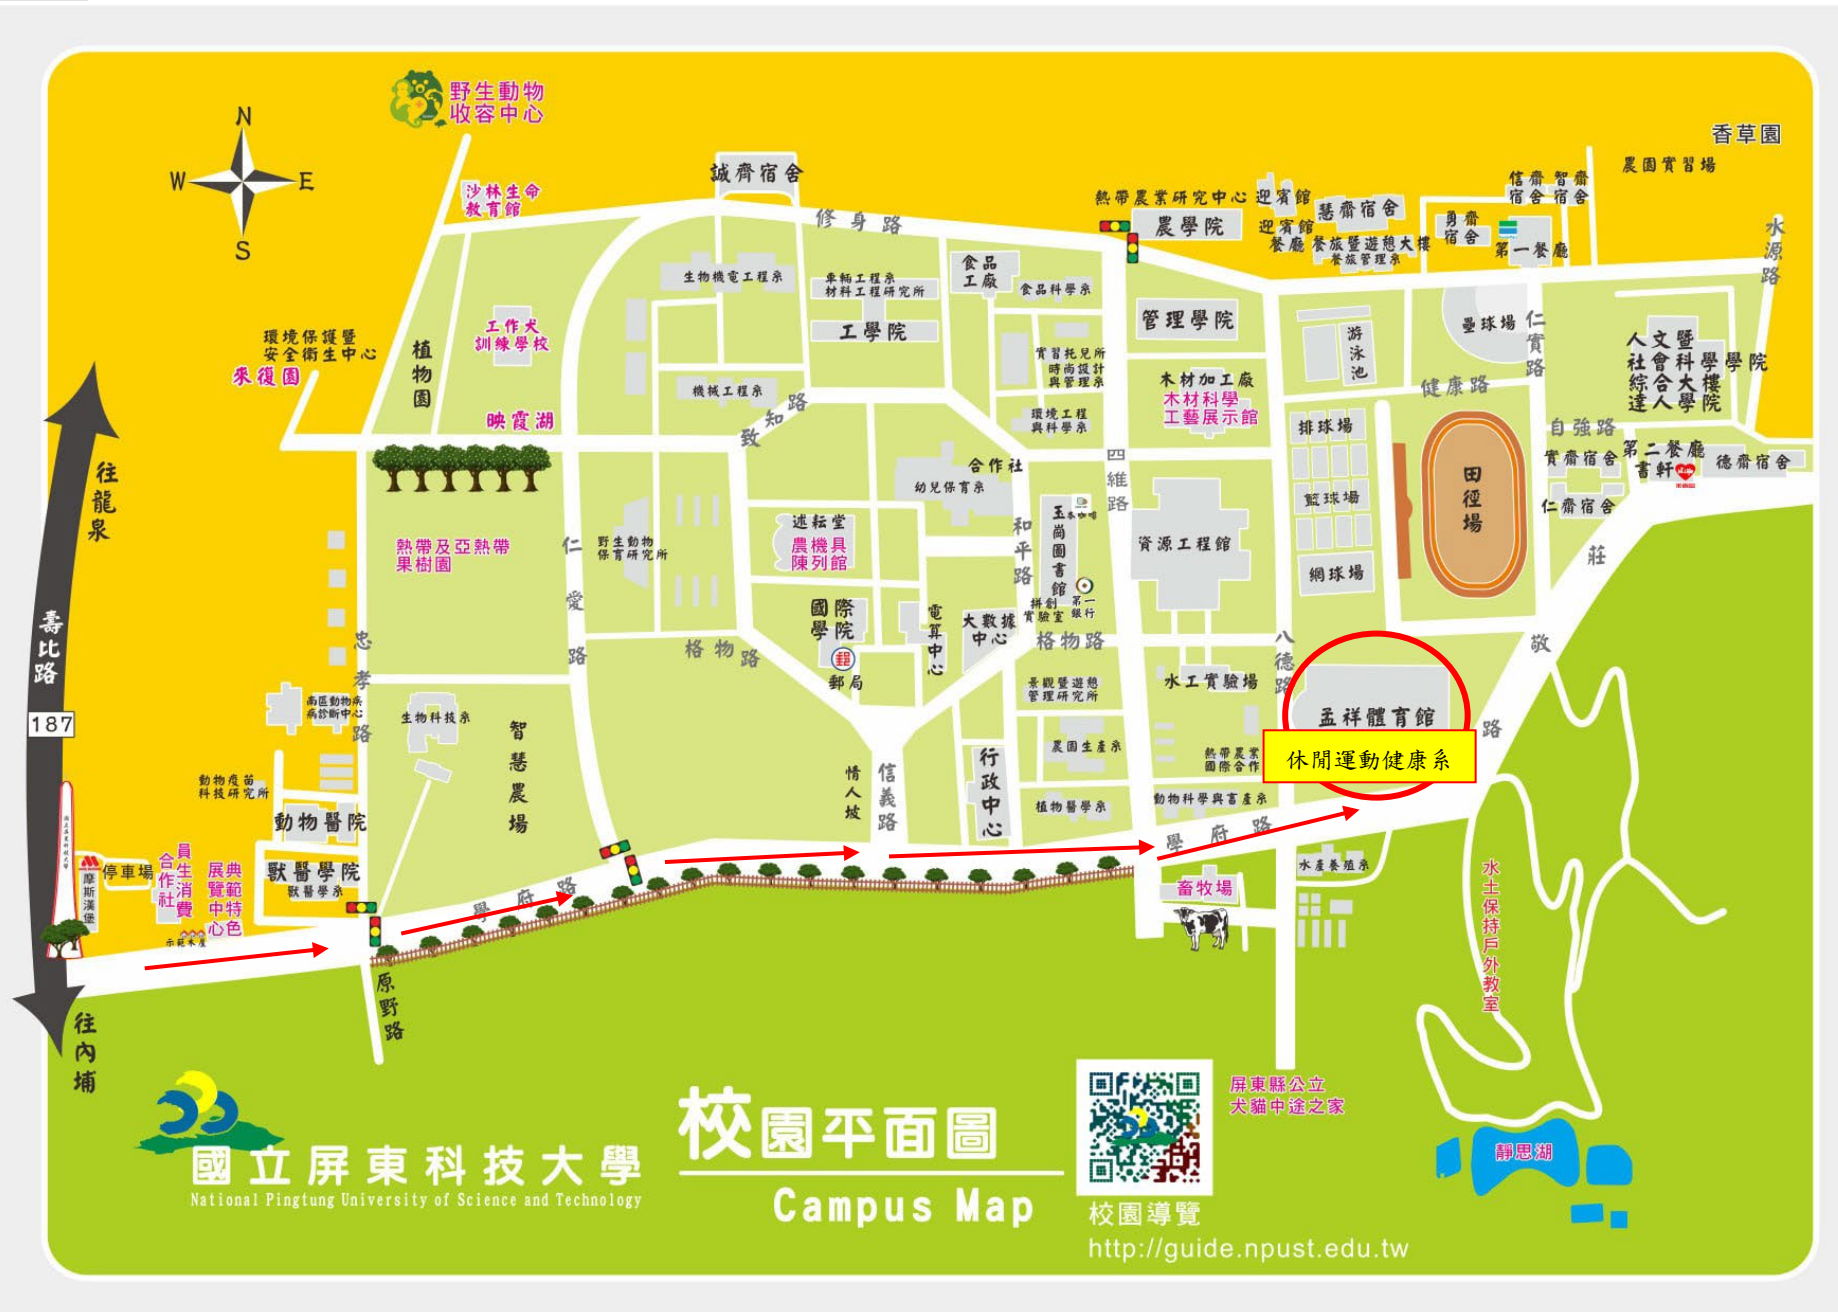 野生動物
收容中心
N
W
E
S
沙林生命
教育館
誠齊宿舍
修身路
熱帶農業研究中心
農學院
迎賓館
迎賓館
餐廳
慧齋宿舍
餐旅暨遊憩大樓
餐旅管理系
勇齋
宿舍
信齋
宿舍
智齋
宿舍
第一餐廳
香草園
農園實習場
水源路
生物機電工程系
車輛工程系
材料工程研究所
工學院
食品
工廠
食品科學系
管理學院
游泳池
壘球場
仁實路
人文暨
社會科學學院
綜合大樓
達人學院
環境保護暨
安全衛生中心
來復園
植物園
工作犬
訓練學校
映霞湖
機械工程系
致知路
實習托兒所
時尚設計
與管理系
環境工程
與科學系
木材加工廠
木材科學
工藝展示館
健康路
排球場
籃球場
網球場
田徑場
自強路
實齋宿舍
第二餐廳
書軒
德齋宿舍
仁齋宿舍
往龍泉
壽比路
187
往內埔
熱帶及亞熱帶
果樹園
仁愛路
野生動物
保育研究所
述耘堂
農機具
陳列館
合作社
幼兒保育系
四維路
和平路
玉崗圖書館
第一
銀行
拼創
實驗室
資源工程館
國際
學院
郵
郵局
電算中心
大數據
中心
格物路
格物路
八德路
莊敬路
忠孝路
南區動物疾
病診斷中心
生物科技系
智慧農場
景觀暨遊憩
管理研究所
水工實驗場
孟祥體育館
休閒運動健康系
動物疫苗
科技研究所
動物醫院
獸醫學院
獸醫學系
情人坡
信義路
行政中心
農園生產系
植物醫學系
熱帶農業
國際合作
動物科學與畜產系
學府路
學府路
摩斯漢堡
停車場
員生消費
合作社
典範特色
展覽中心
原野路
畜牧場
水產養殖系
水土保持戶外教室
屏東縣公立
犬貓中途之家
靜思湖
國立屏東科技大學
National Pingtung University of Science and Technology
校園平面圖
Campus Map
校園導覽
http://guide.npust.edu.tw